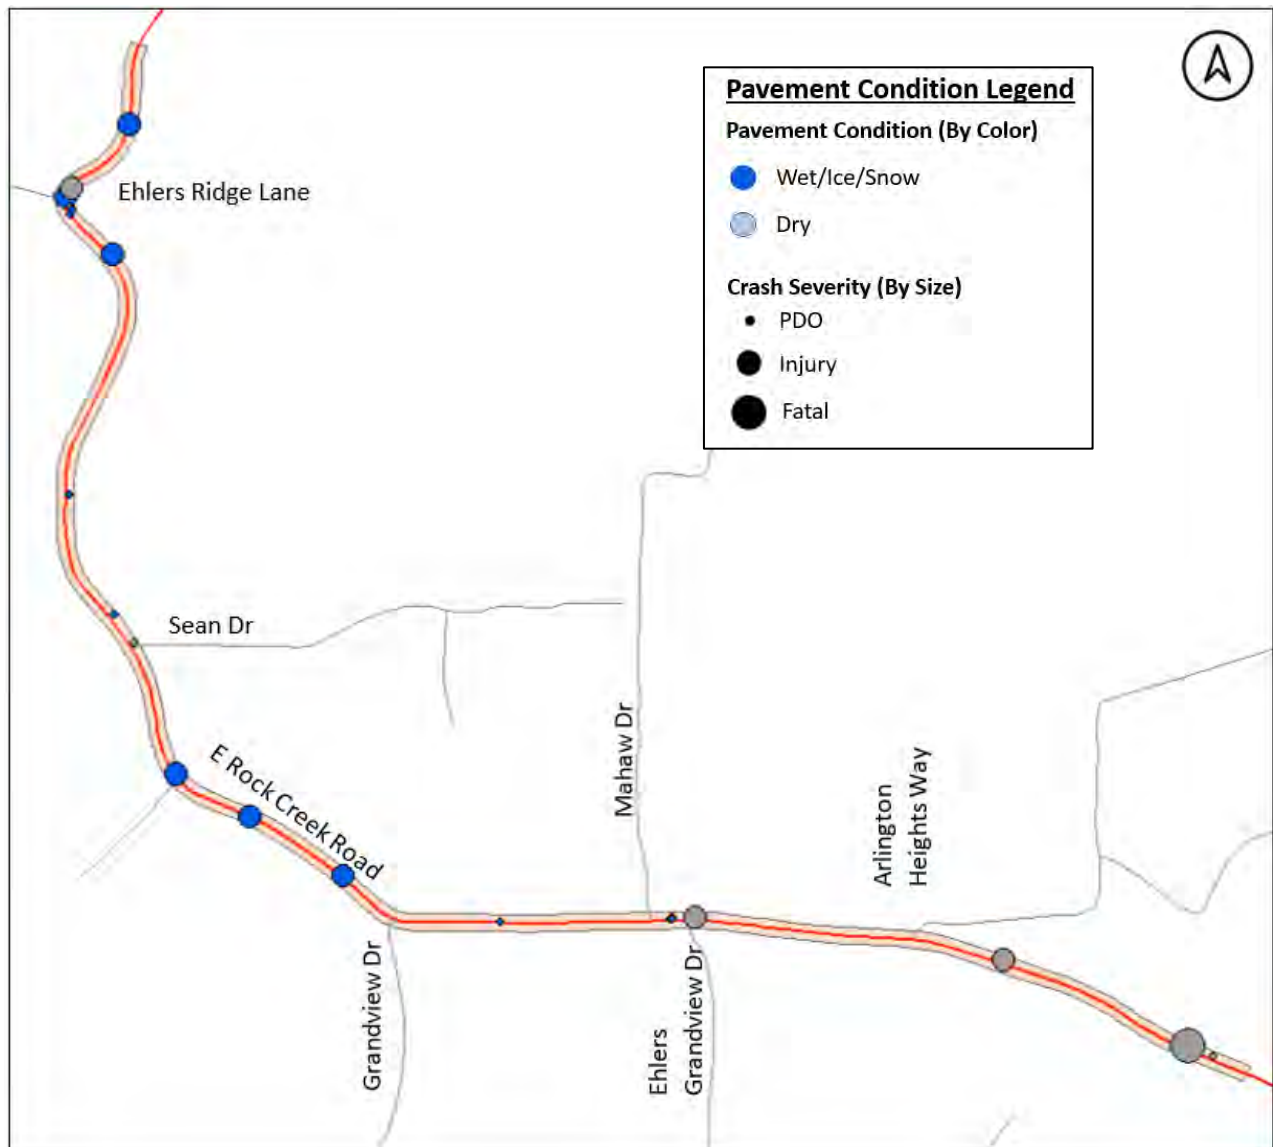 Pavement Condition Legend
Pavement Condition (By Color)
Wet/Ice/Snow
Dry
Crash Severity (By Size)
PDO
Injury
Fatal
Ehlers Ridge Lane
Sean Dr
E Rock Creek Road
Mahaw Dr
Arlington
Heights Way
Grandview Dr
Ehlers
Grandview Dr